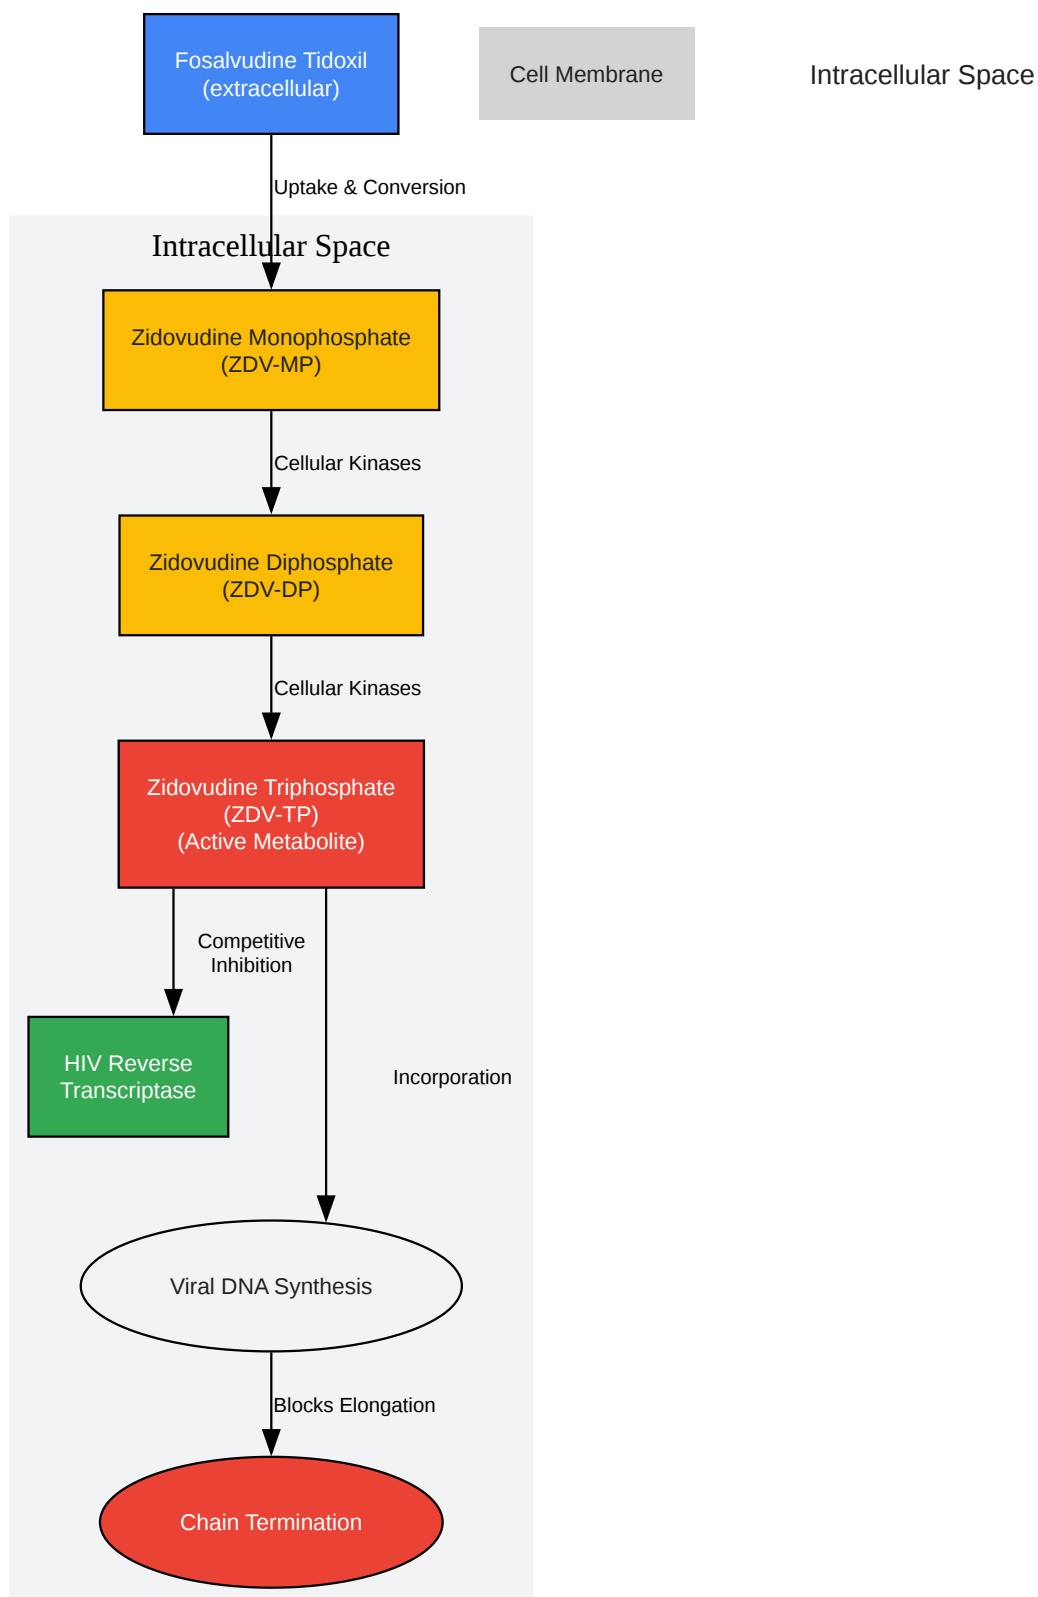 Fosalvudine Tidoxil
(extracellular)
Cell Membrane
Intracellular Space
Uptake & Conversion
Intracellular Space
Zidovudine Monophosphate
(ZDV-MP)
Cellular Kinases
Zidovudine Diphosphate
(ZDV-DP)
Cellular Kinases
Zidovudine Triphosphate
(ZDV-TP)
(Active Metabolite)
Competitive
Inhibition
HIV Reverse
Transcriptase
Incorporation
Viral DNA Synthesis
Blocks Elongation
Chain Termination